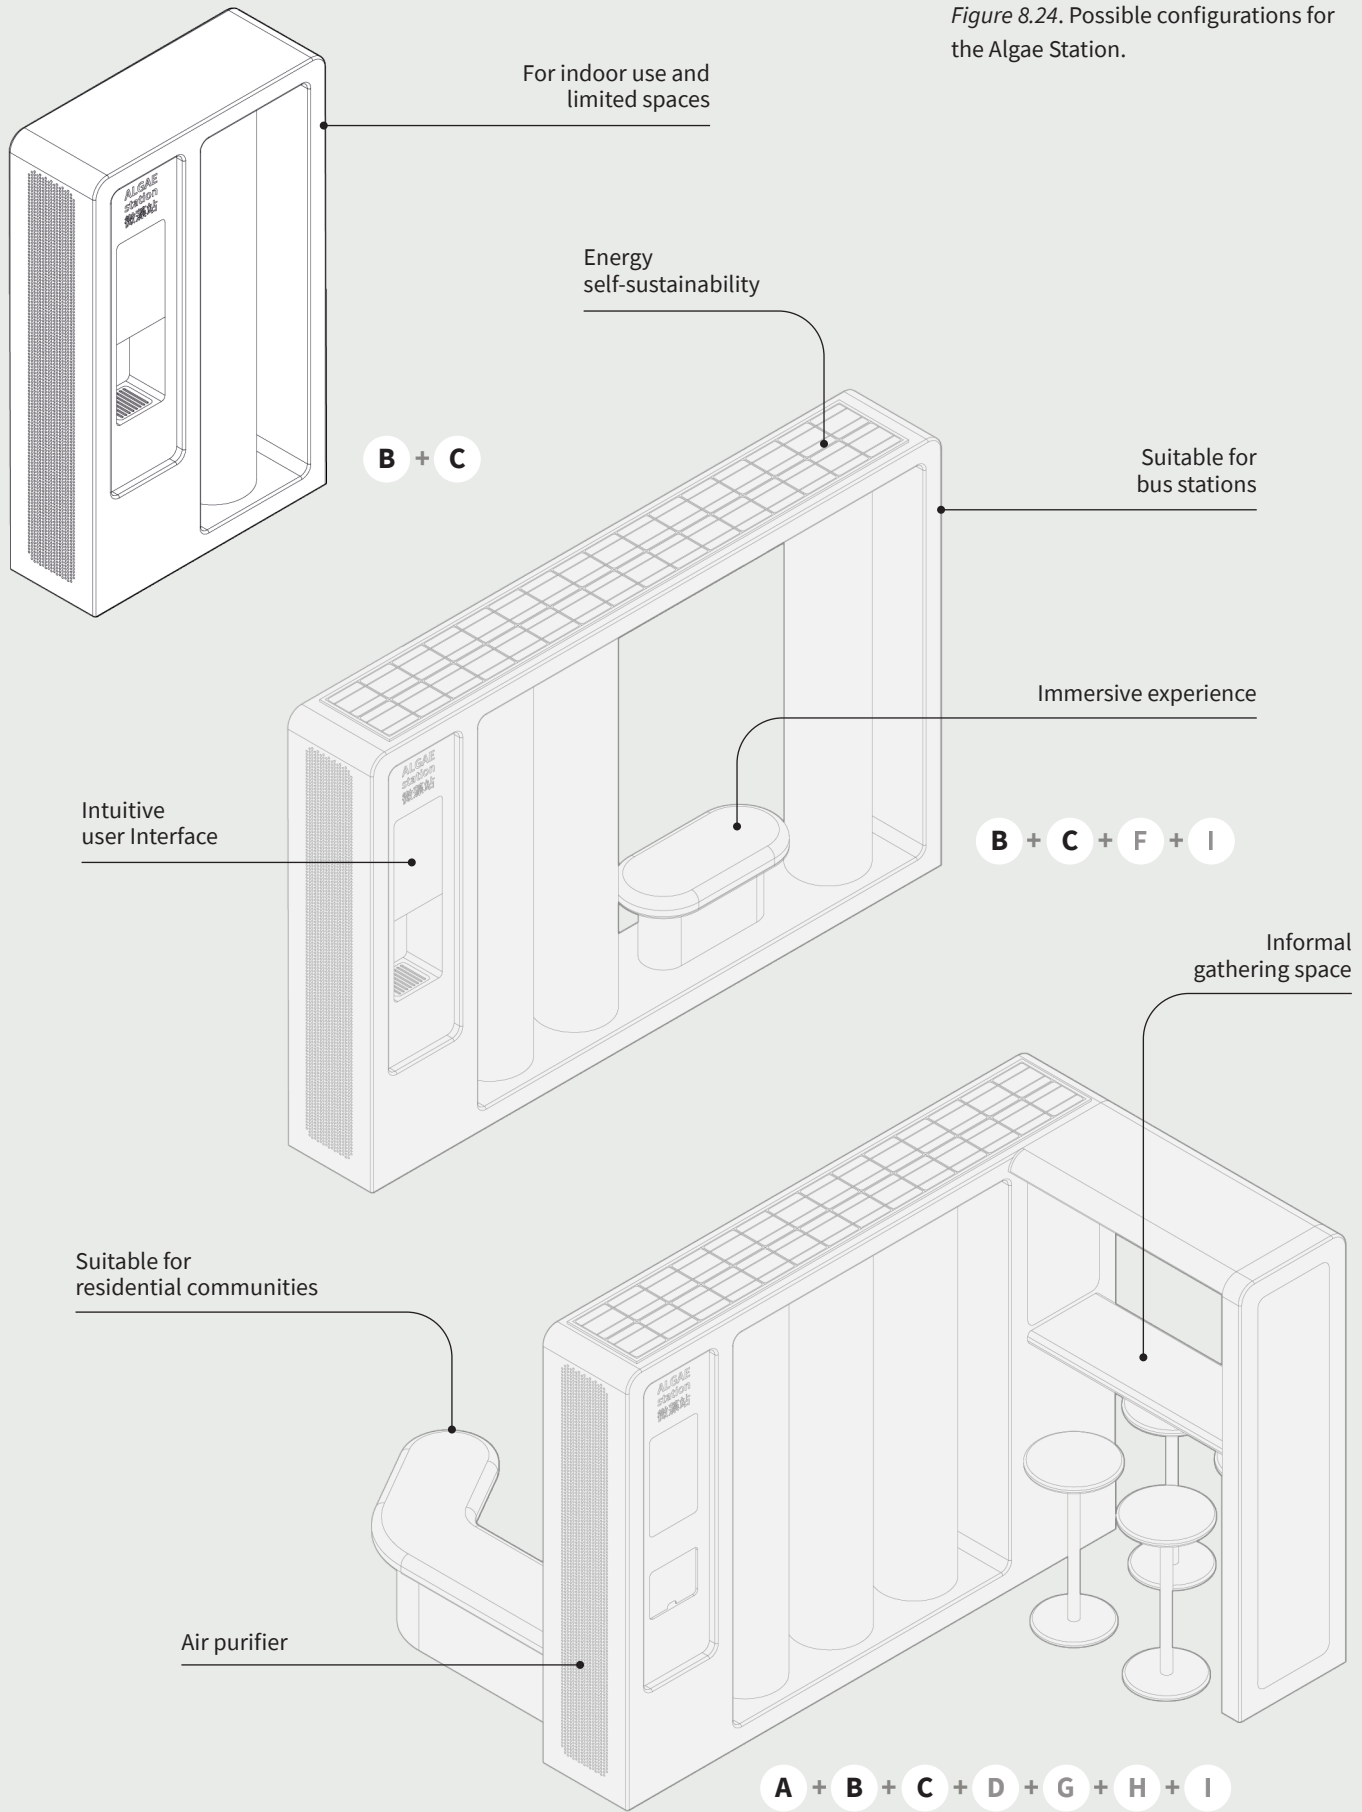 Figure 8.24. Possible configurations for
the Algae Station.
For indoor use and
limited spaces
ALGAE
station
微藻站
B + C
Energy
self-sustainability
Suitable for
bus stations
Immersive experience
ALGAE
station
微藻站
Intuitive
user Interface
B + C + F + I
Informal
gathering space
Suitable for
residential communities
ALGAE
station
微藻站
Air purifier
A + B + C + D + G + H + I